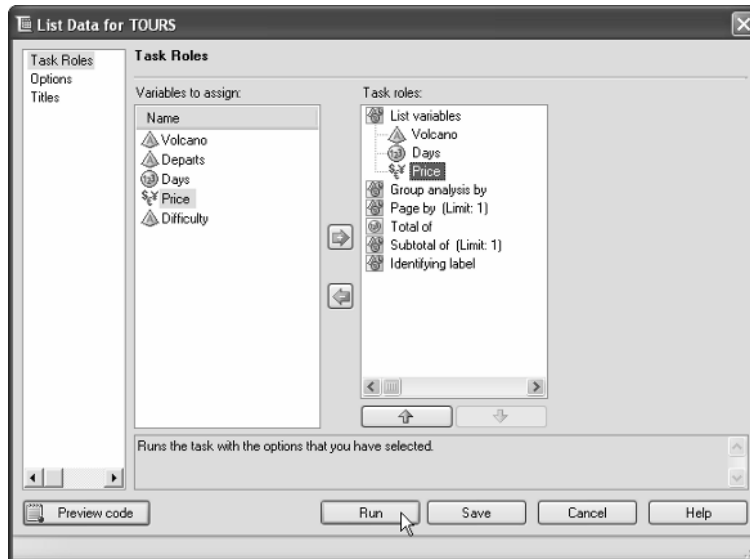 List Data for TOURS
Task Roles
Options
Titles
Task Roles
Variables to assign:
Name
Volcano
Departs
Days
Price
Difficulty
Task roles:
List variables
Volcano
Days
Price
Group analysis by
Page by (Limit: 1)
Total of
Subtotal of (Limit: 1)
Identifying label
Runs the task with the options that you have selected.
Preview code
Run
Save
Cancel
Help